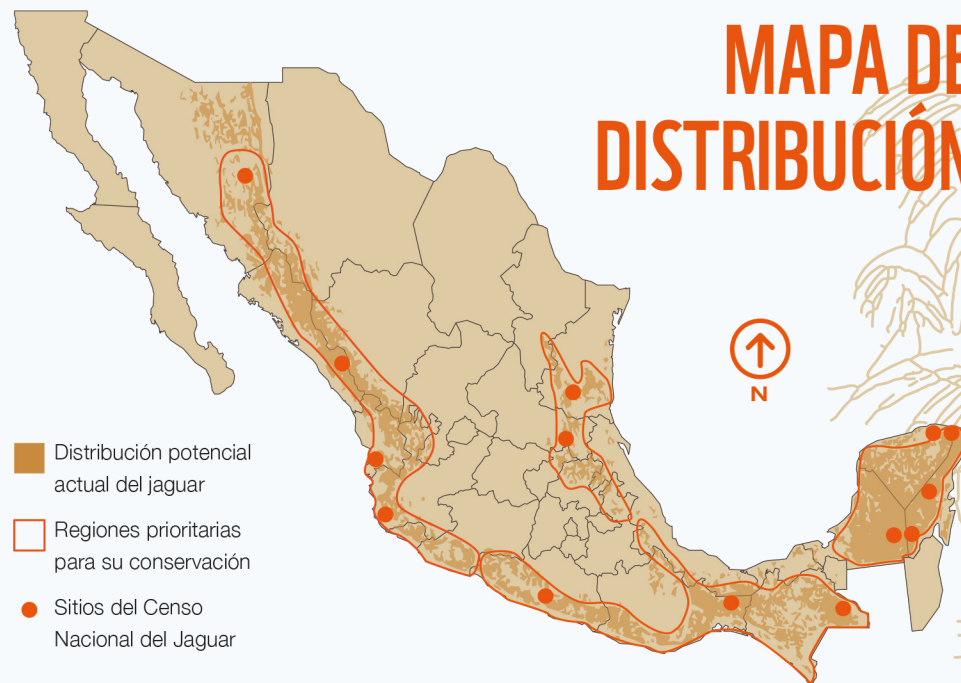 MAPA DE
DISTRIBUCIÓN
N
Distribución potencial
actual del jaguar
Regiones prioritarias
para su conservación
Sitios del Censo
Nacional del Jaguar